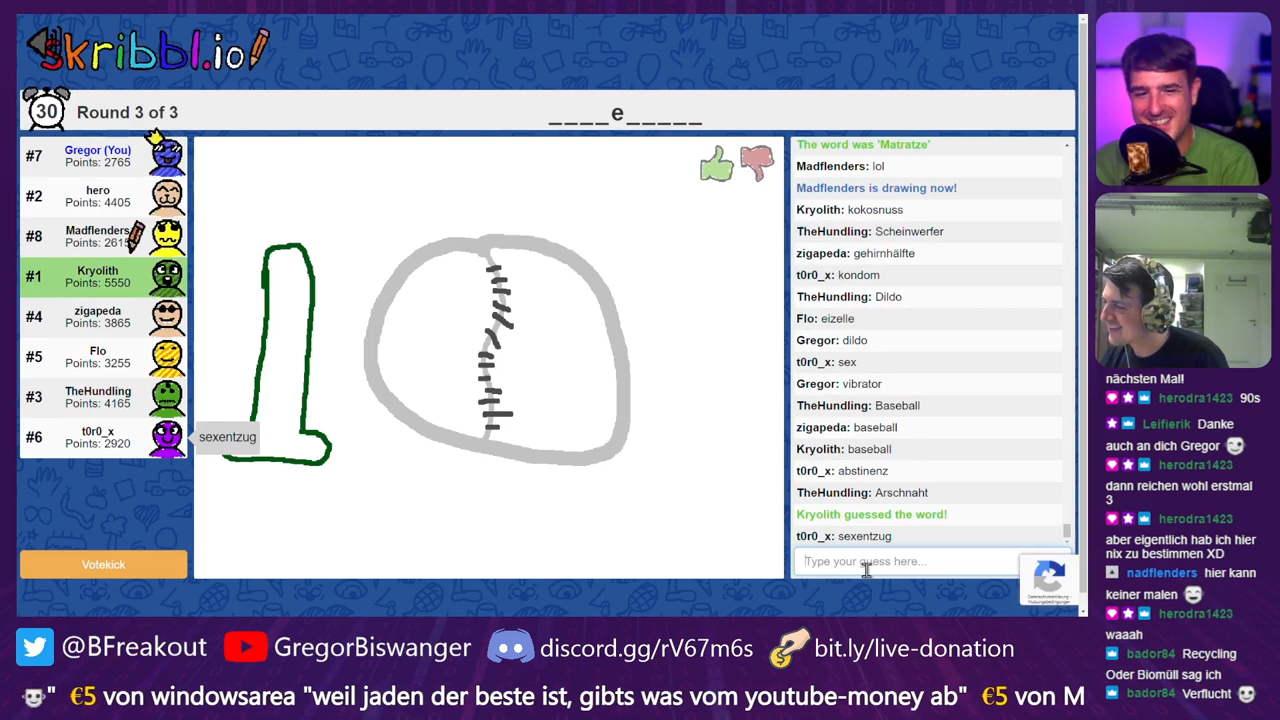 skribbl.io
30
Round 3 of 3
____e_____
#7
Gregor (You)
Points: 2765
#2
hero
Points: 4405
#8
Madflenders
Points: 2615
#1
Kryolith
Points: 5550
#4
zigapeda
Points: 3865
#5
Flo
Points: 3255
#3
TheHundling
Points: 4165
#6
t0r0_x
Points: 2920
sexentzug
Votekick
The word was 'Matratze'
Madflenders: lol
Madflenders is drawing now!
Kryolith: kokosnuss
TheHundling: Scheinwerfer
zigapeda: gehirnhälfte
t0r0_x: kondom
TheHundling: Dildo
Flo: eizelle
Gregor: dildo
t0r0_x: sex
Gregor: vibrator
TheHundling: Baseball
zigapeda: baseball
Kryolith: baseball
t0r0_x: abstinenz
TheHundling: Arschnaht
Kryolith guessed the word!
t0r0_x: sexentzug
Type your guess here...
nächsten Mal!
herodra1423 90s
Leifierik Danke
auch an dich Gregor
herodra1423
dann reichen wohl erstmal
3
herodra1423
aber eigentlich hab ich hier
nix zu bestimmen XD
nadflenders hier kann
keiner malen
herodra1423
waaah
bador84 Recycling
Oder Biomüll sag ich
bador84 Verflucht
@BFreakout
GregorBiswanger
discord.gg/rV67m6s
bit.ly/live-donation
" €5 von windowsarea "weil jaden der beste ist, gibts was vom youtube-money ab" €5 von M